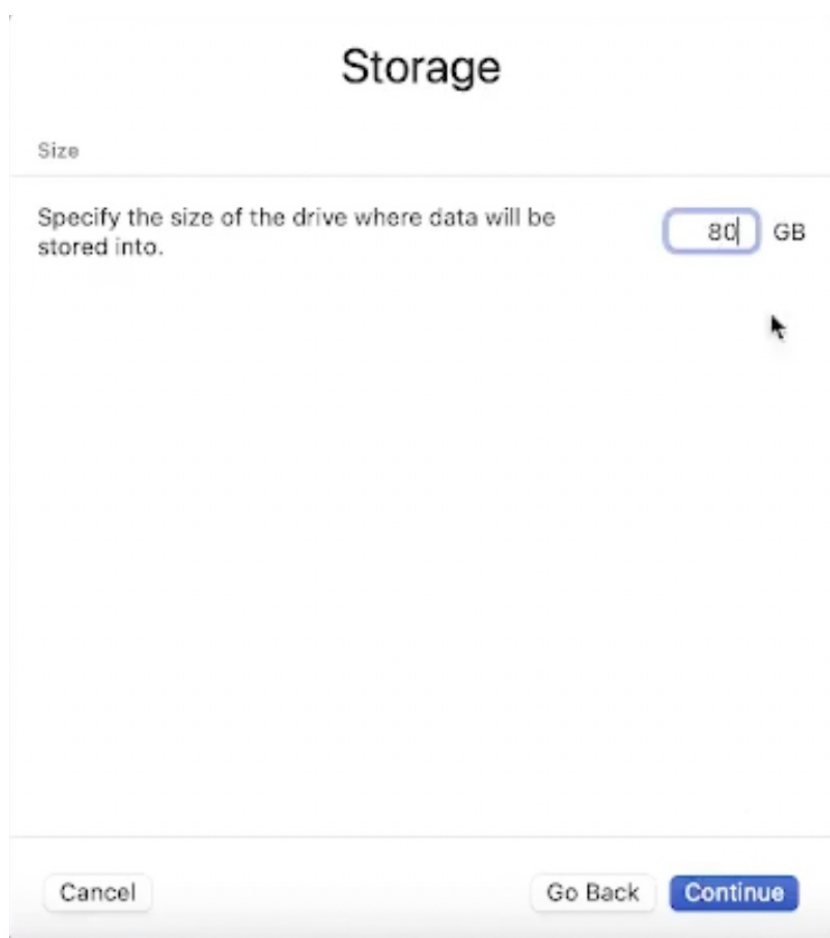 Storage
Size
Specify the size of the drive where data will be
stored into.
80 GB
Cancel
Go Back
Continue